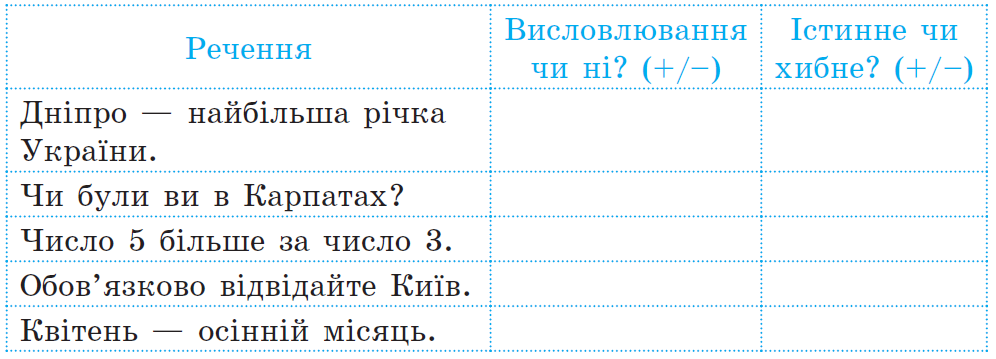 Речення
Висловлювання
чи ні? (+/−)
Істинне чи
хибне? (+/−)
Дніпро — найбільша річка
України.
Чи були ви в Карпатах?
Число 5 більше за число 3.
Обов’язково відвідайте Київ.
Квітень — осінній місяць.